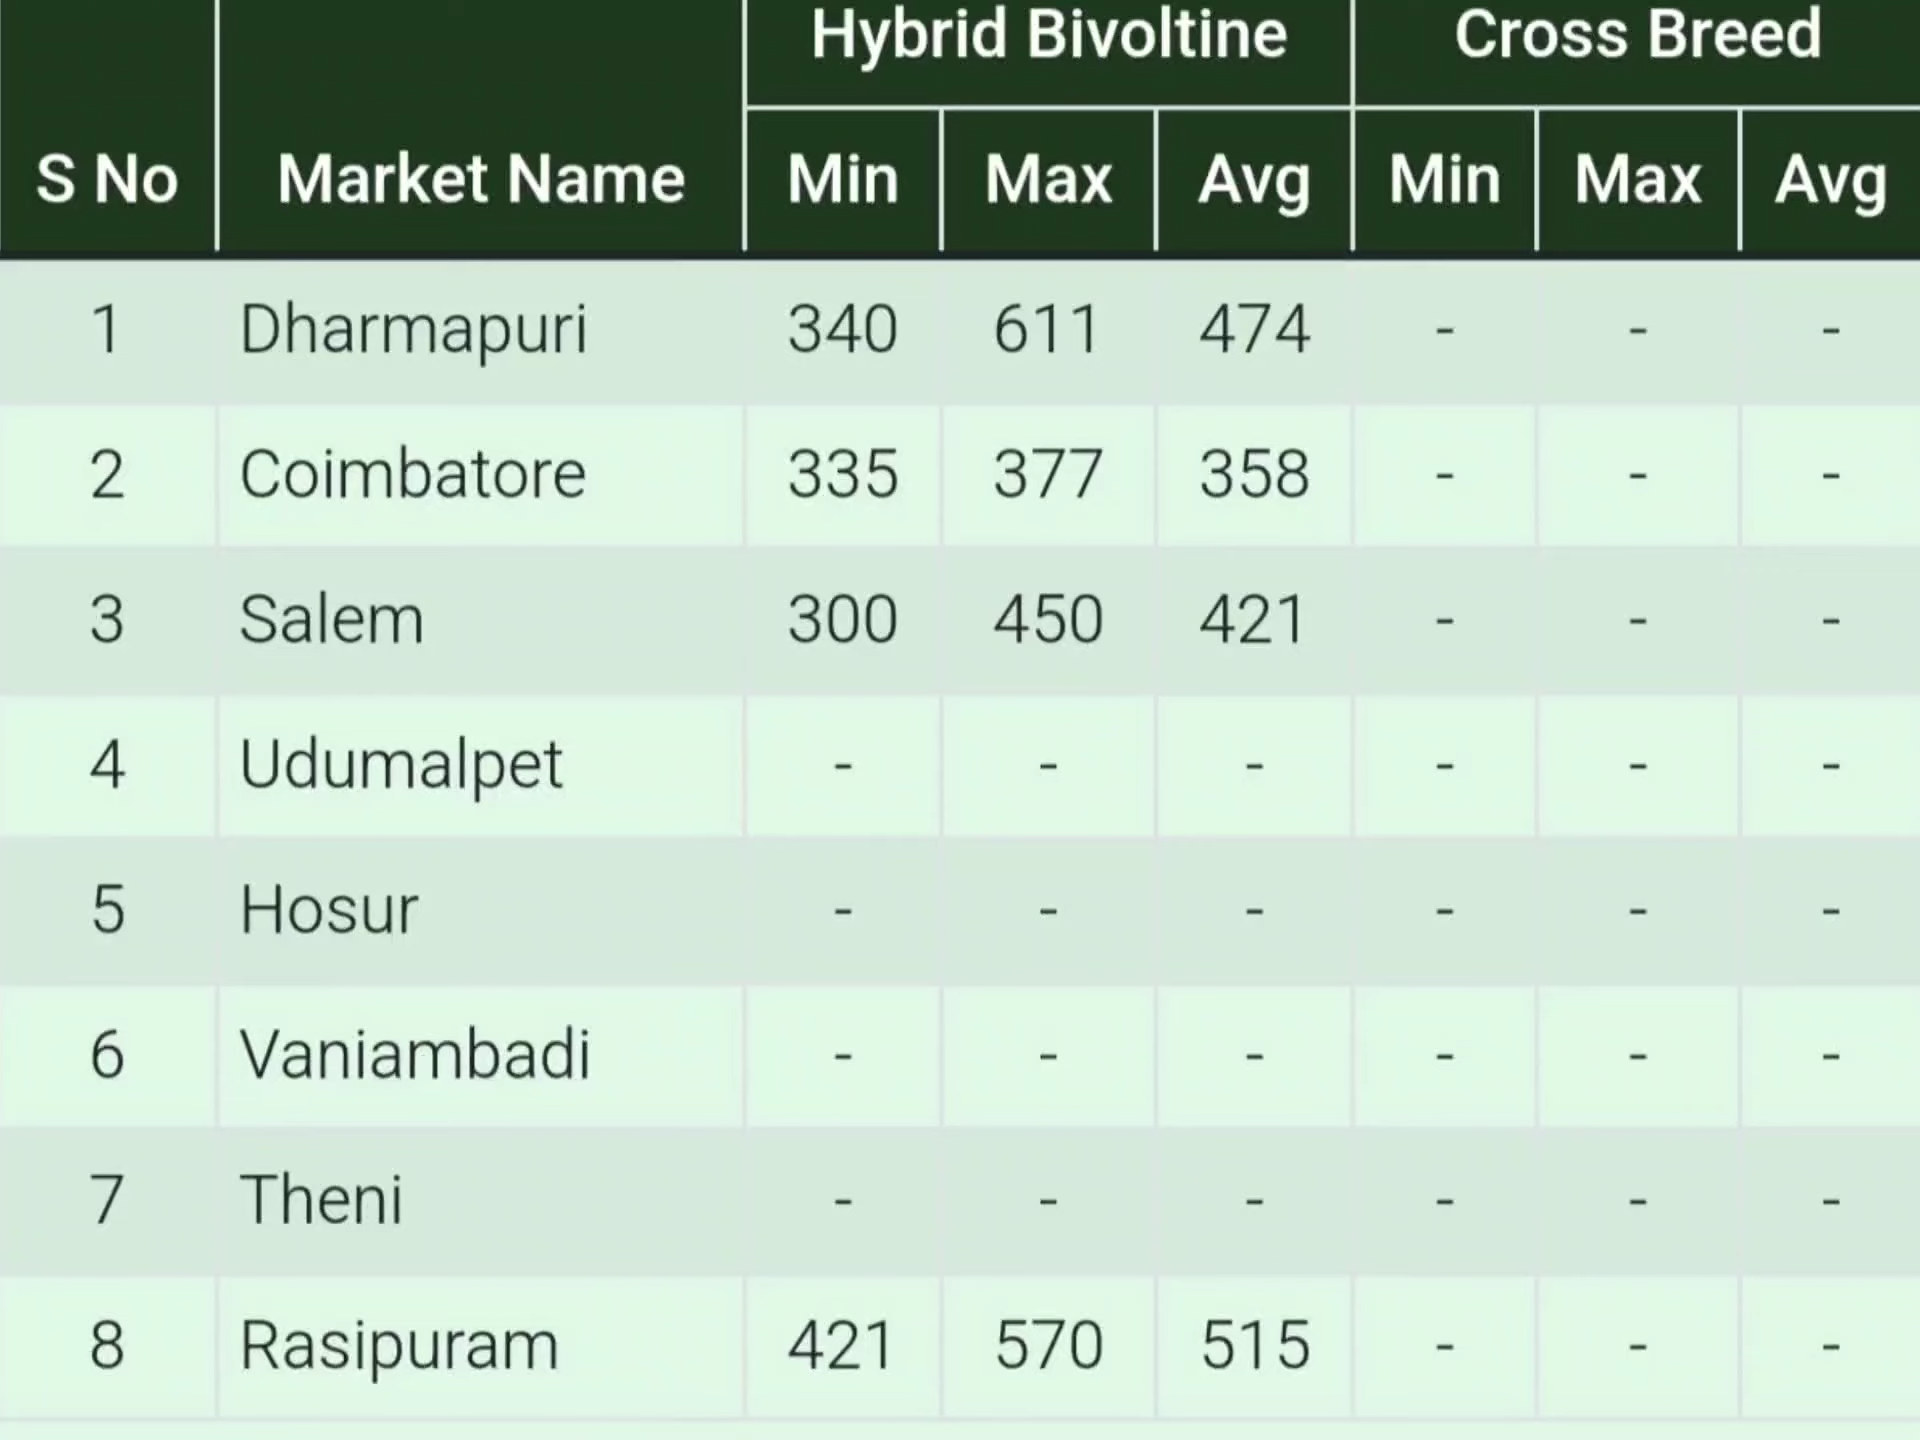 Hybrid Bivoltine Cross Breed
S No Market Name Min Max Avg Min Max Avg
1 Dharmapuri 340 611 474 - - -
2 Coimbatore 335 377 358 - - -
3 Salem 300 450 421 - - -
4 Udumalpet - - - - - -
5 Hosur - - - - - -
6 Vaniambadi - - - - - -
7 Theni - - - - - -
8 Rasipuram 421 570 515 - - -